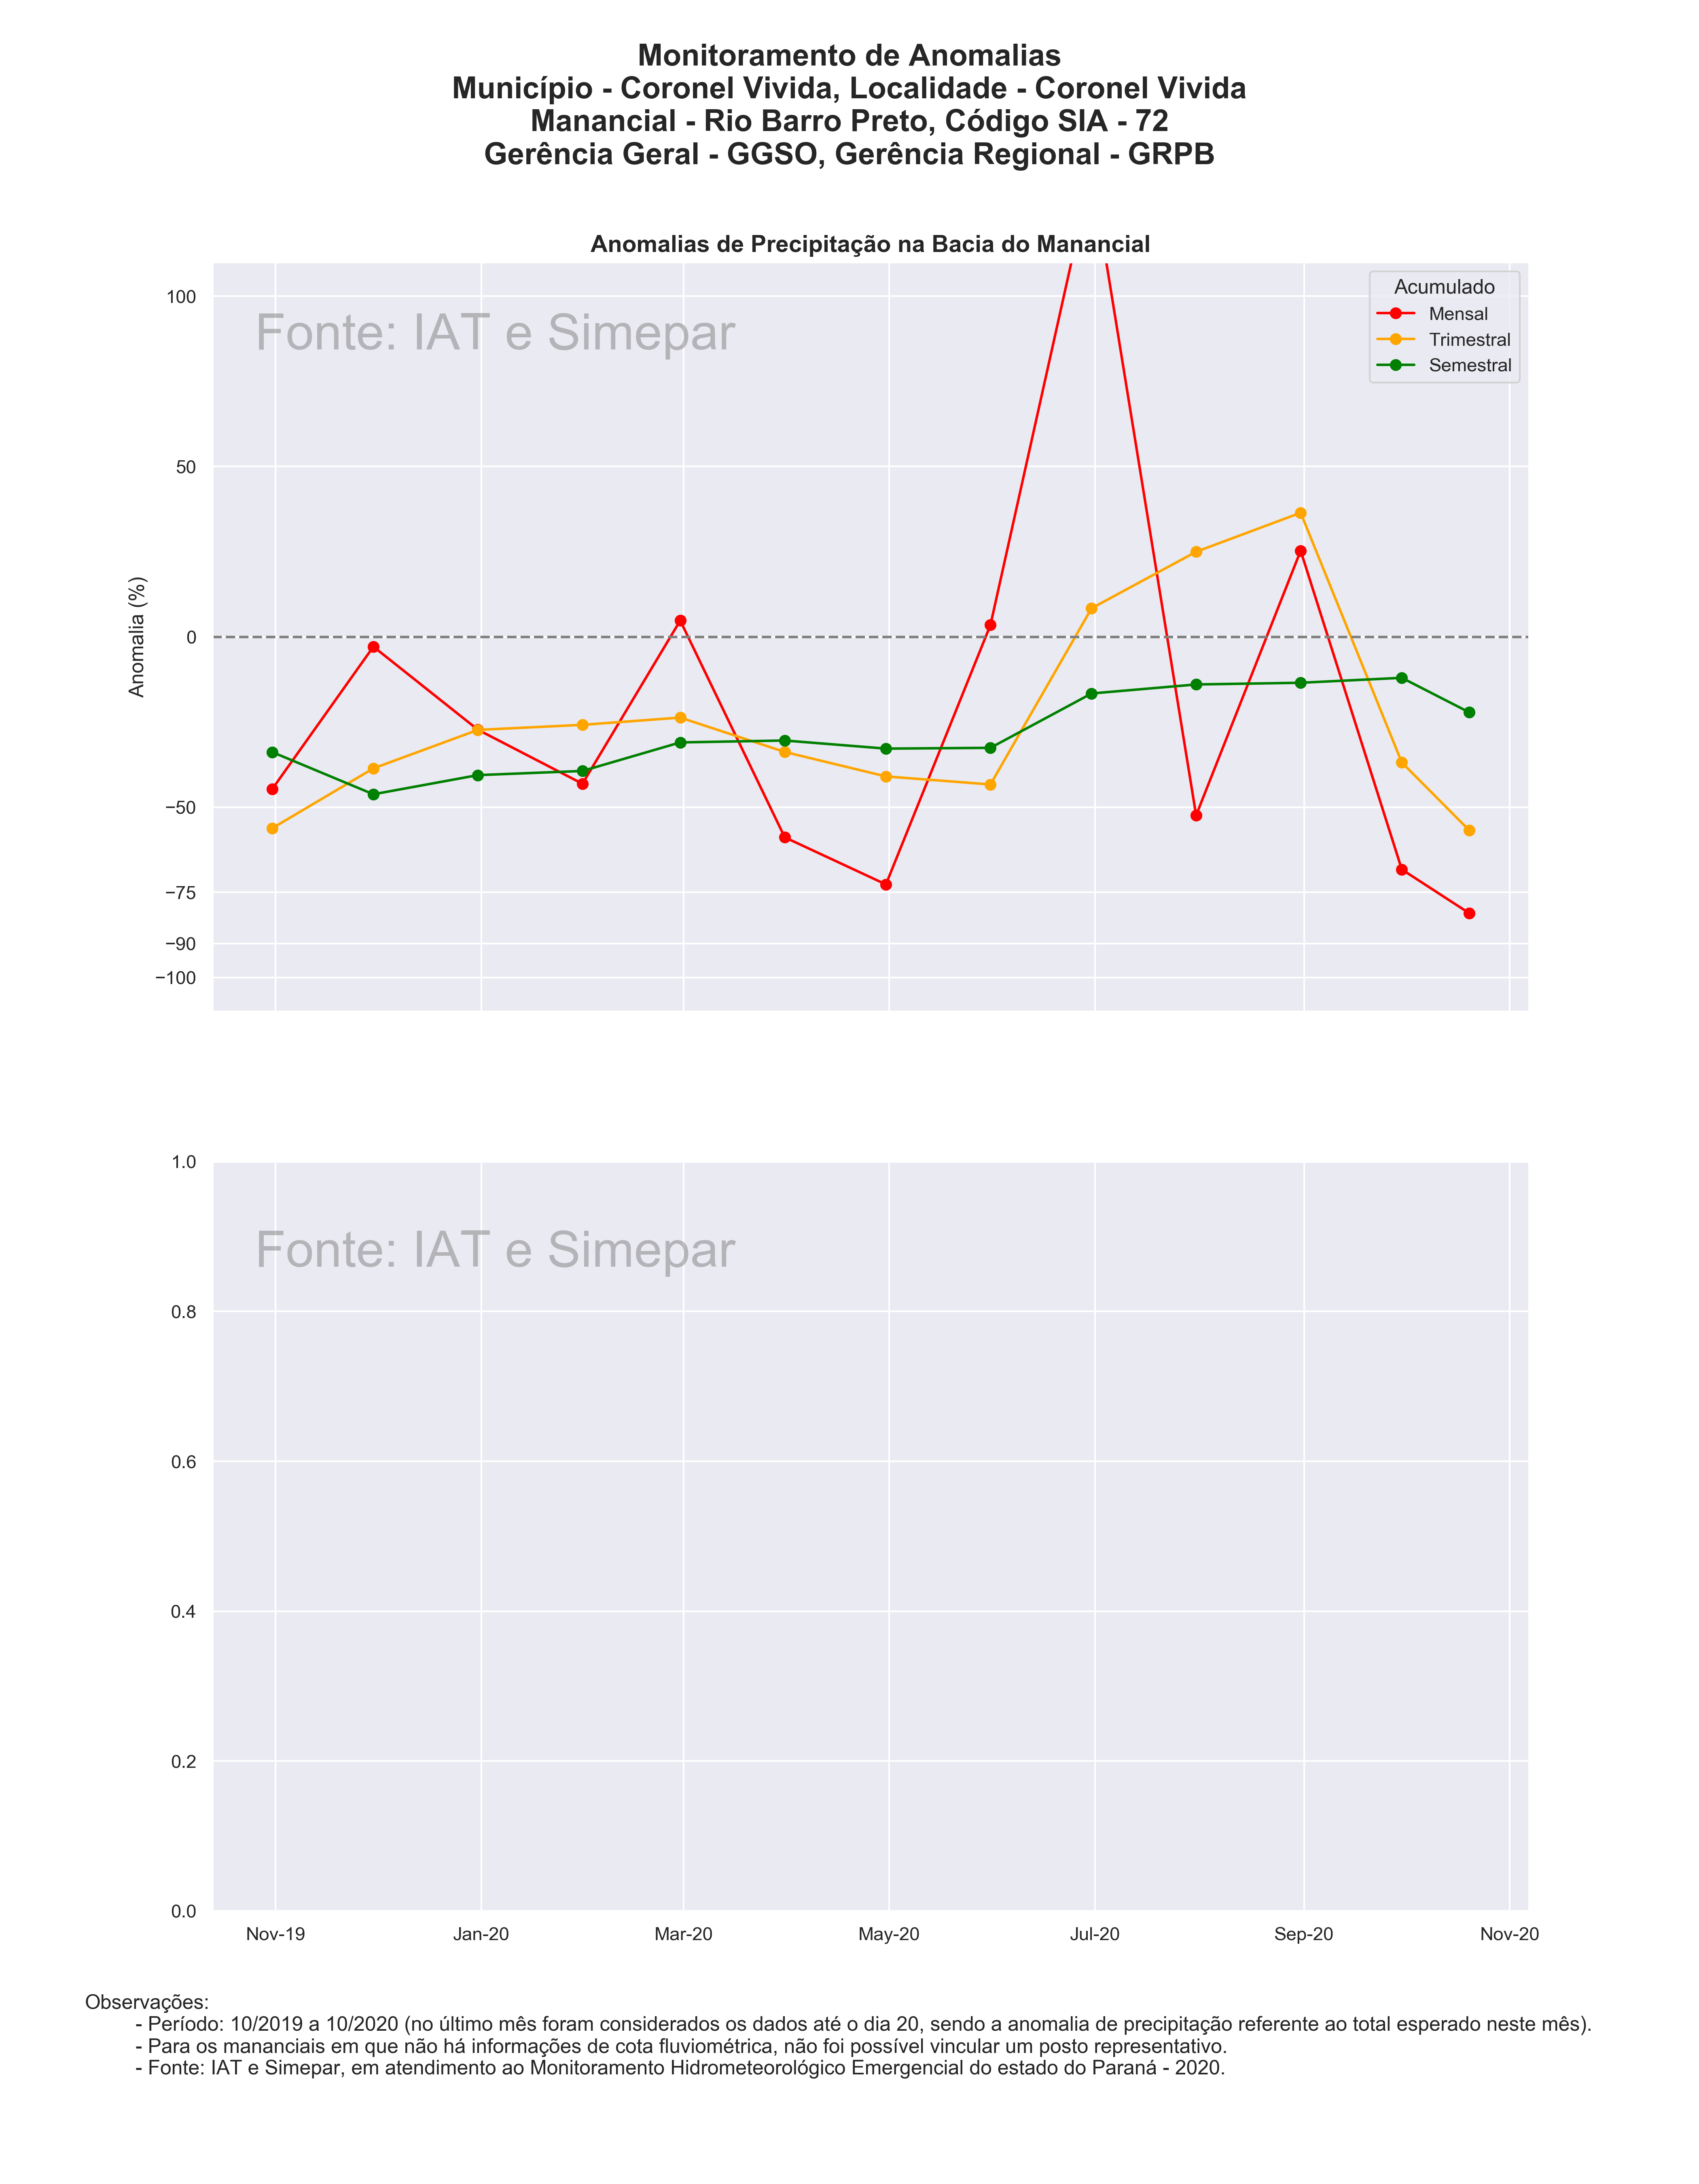 Monitoramento de Anomalias
Município - Coronel Vivida, Localidade - Coronel Vivida
Manancial - Rio Barro Preto, Código SIA - 72
Gerência Geral - GGSO, Gerência Regional - GRPB
Anomalias de Precipitação na Bacia do Manancial
Fonte: IAT e Simepar
Acumulado
Mensal
Trimestral
Semestral
Anomalia (%)
100
50
0
−50
−75
−90
−100
Fonte: IAT e Simepar
1.0
0.8
0.6
0.4
0.2
0.0
Nov-19 Jan-20 Mar-20 May-20 Jul-20 Sep-20 Nov-20
Observações:
- Período: 10/2019 a 10/2020 (no último mês foram considerados os dados até o dia 20, sendo a anomalia de precipitação referente ao total esperado neste mês).
- Para os mananciais em que não há informações de cota fluviométrica, não foi possível vincular um posto representativo.
- Fonte: IAT e Simepar, em atendimento ao Monitoramento Hidrometeorológico Emergencial do estado do Paraná - 2020.